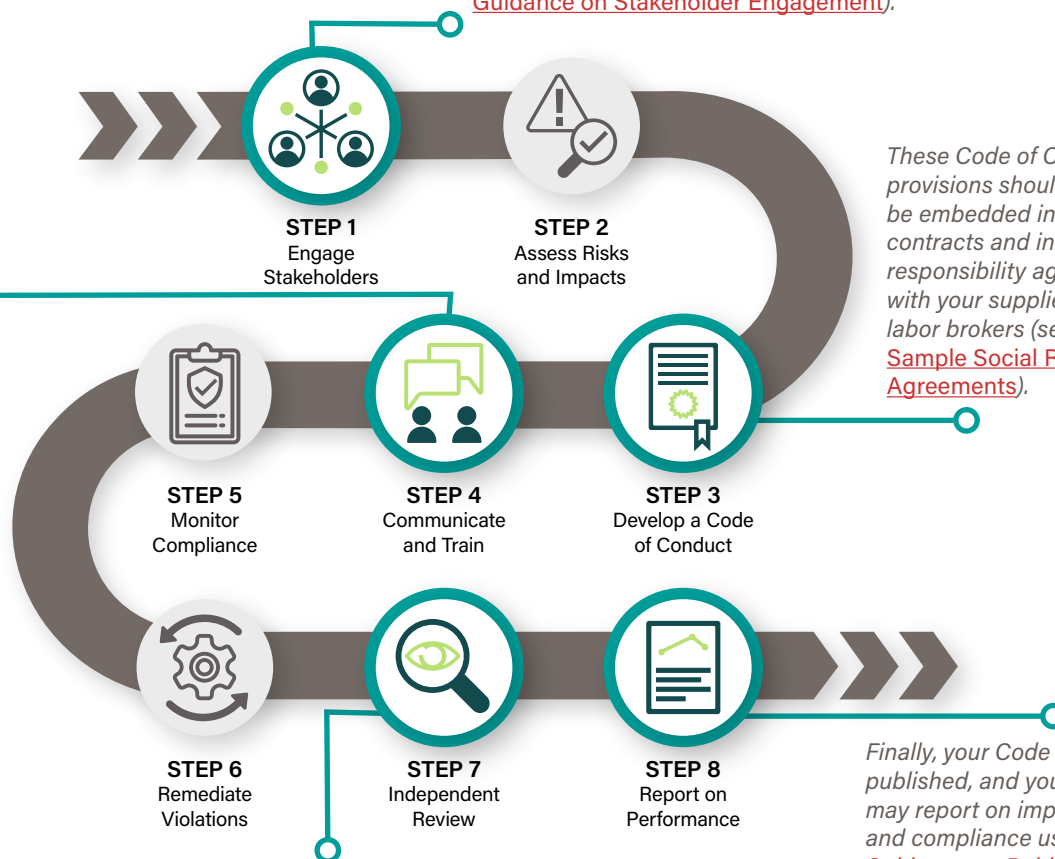 Guidance on Stakeholder Engagement).
STEP 1
Engage
Stakeholders
STEP 2
Assess Risks
and Impacts
These Code of C
provisions shoul
be embedded in
contracts and in
responsibility ag
with your supplie
labor brokers (se
Sample Social R
Agreements).
STEP 5
Monitor
Compliance
STEP 4
Communicate
and Train
STEP 3
Develop a Code
of Conduct
STEP 6
Remediate
Violations
STEP 7
Independent
Review
STEP 8
Report on
Performance
Finally, your Code
published, and you
may report on imp
and compliance us